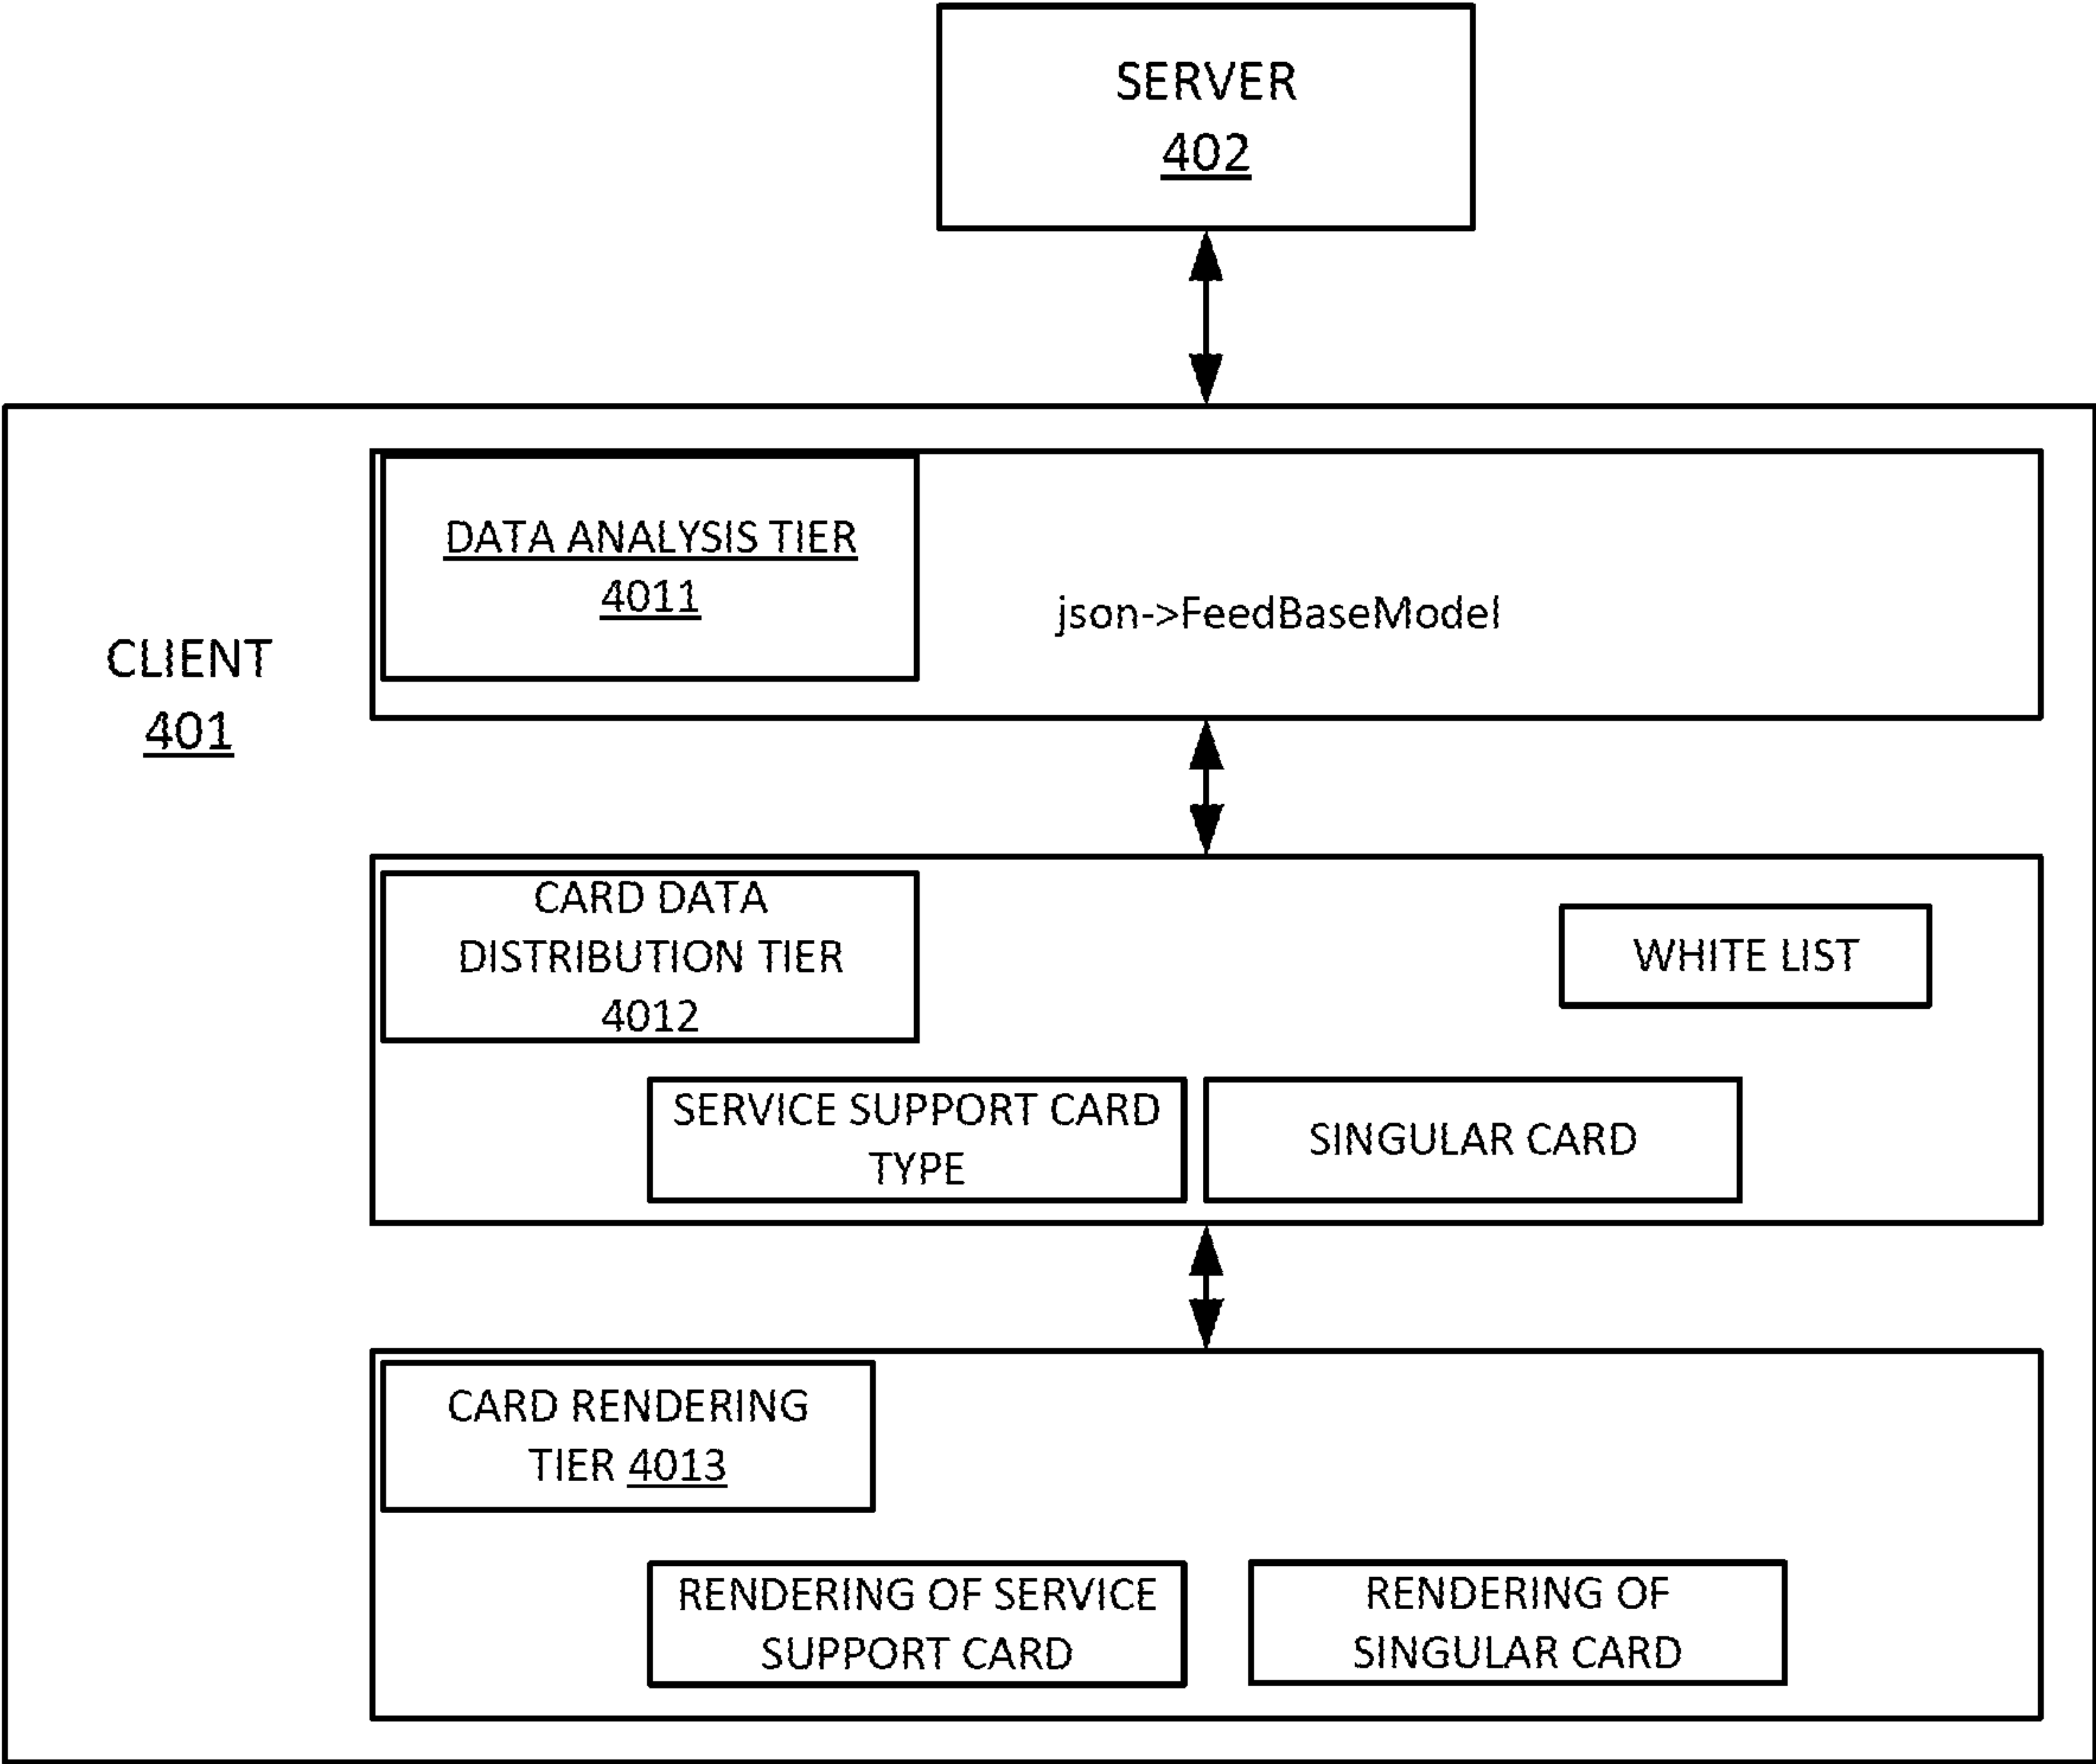 SERVER
402
DATA ANALYSIS TIER
4011
json->FeedBaseModel
CLIENT
401
CARD DATA
DISTRIBUTION TIER
4012
WHITE LIST
SERVICE SUPPORT CARD
TYPE
SINGULAR CARD
CARD RENDERING
TIER 4013
RENDERING OF SERVICE
SUPPORT CARD
RENDERING OF
SINGULAR CARD